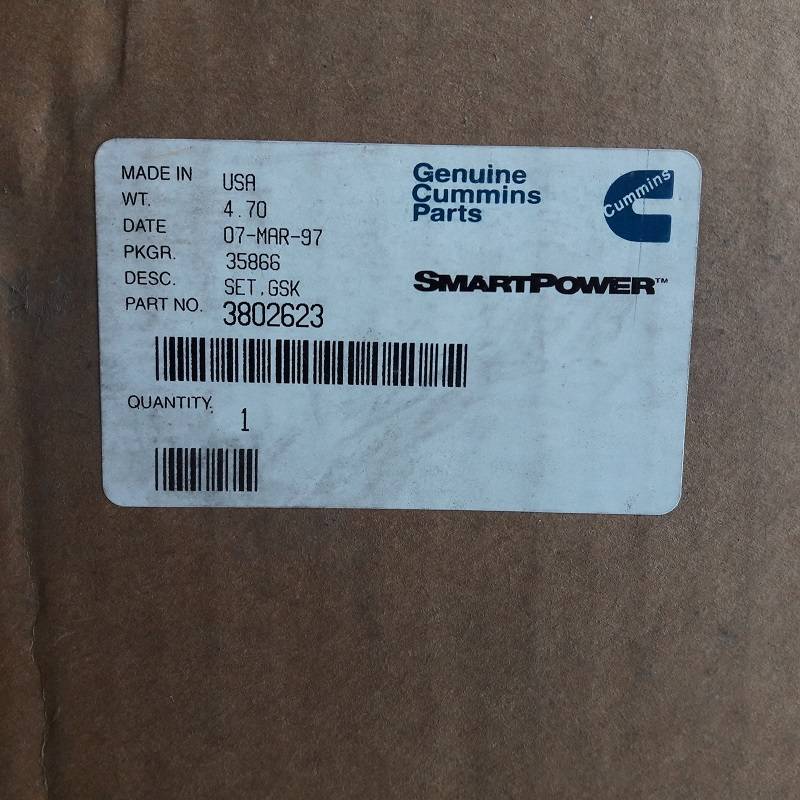 MADE IN USA
WT. 4.70
DATE 07-MAR-97
PKGR. 35866
DESC. SET,GSK
PART NO. 3802623
QUANTITY. 1
Genuine
Cummins
Parts
Cummins
SMARTPOWER™